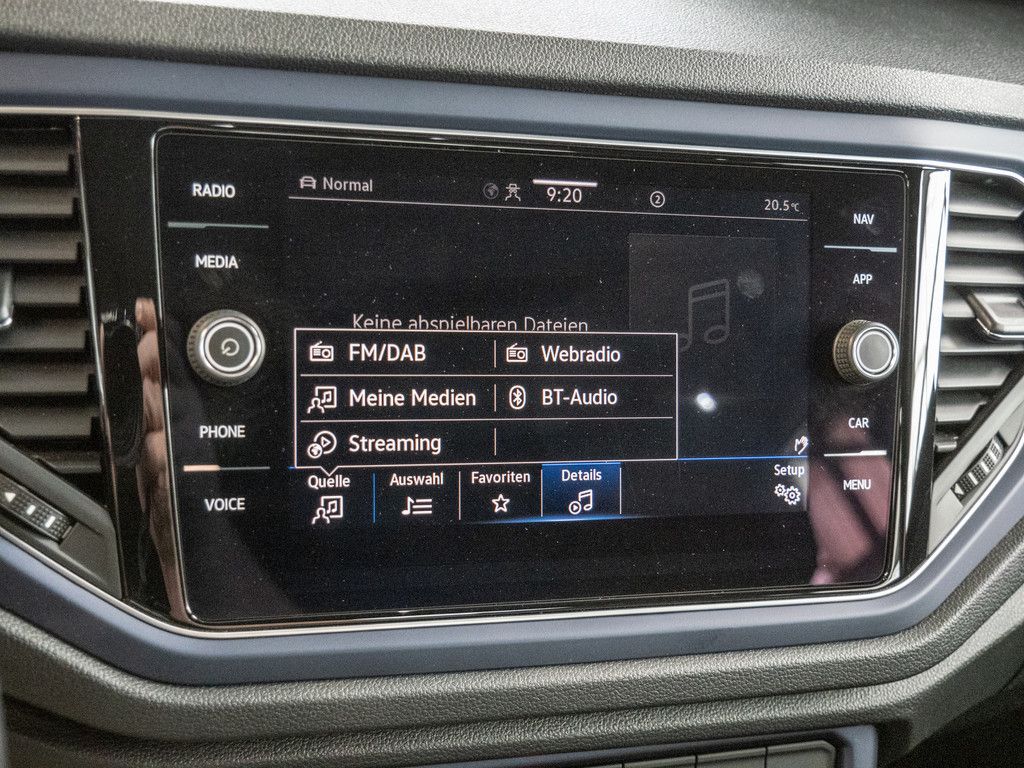 RADIO
MEDIA
PHONE
VOICE
Normal
9:20
2
20.5°C
Keine abspielbaren Dateien
FM/DAB
Webradio
Meine Medien
BT-Audio
Streaming
Quelle
Auswahl
Favoriten
Details
Setup
NAV
APP
CAR
MENU